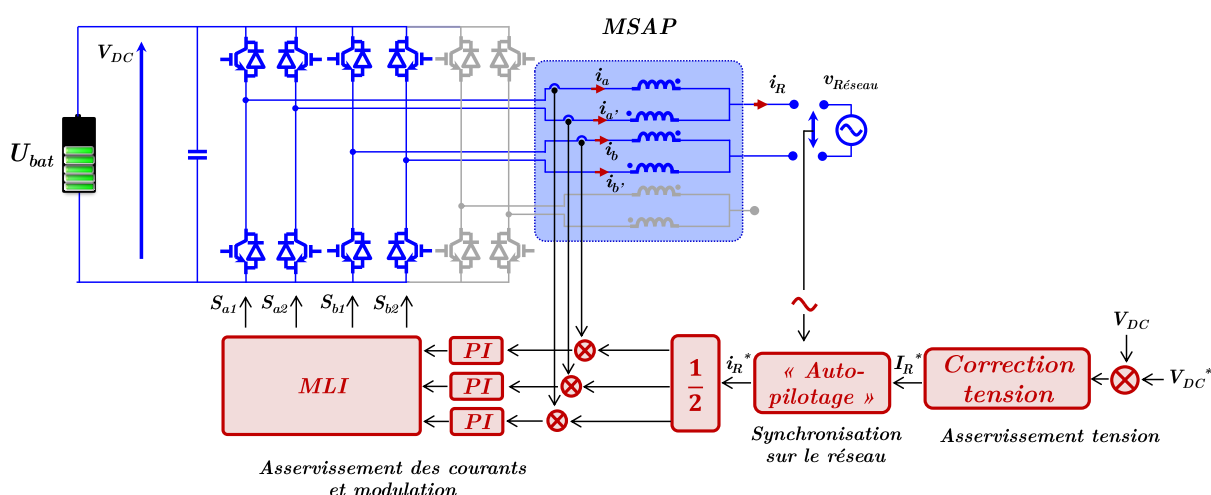 MSAP
V_DC
i_a
i_R
v_Réseau
i_a'
U_bat
i_b
i_b'
S_a1 S_a2 S_b1 S_b2
V_DC
MLI
PI
PI
PI
1
2
i_R*
« Auto-
pilotage »
I_R*
Correction
tension
V_DC*
Synchronisation
sur le réseau
Asservissement tension
Asservissement des courants
et modulation